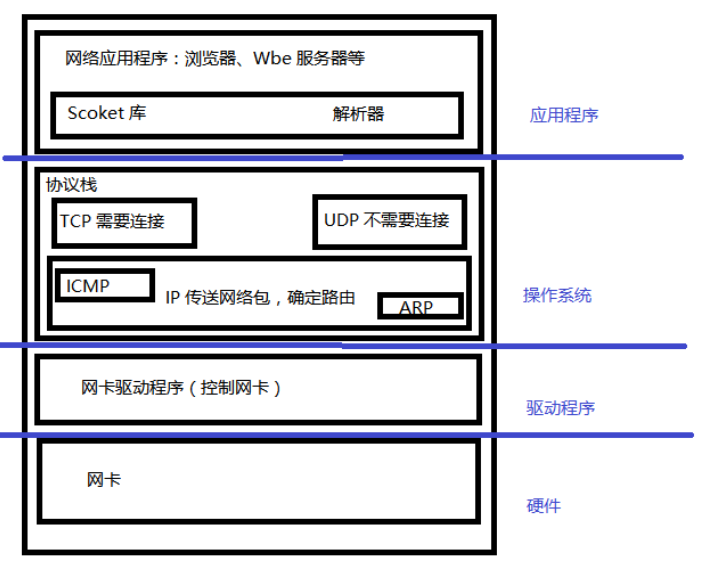 网络应用程序：浏览器、Wbe 服务器等
Scoket 库 解析器
应用程序
协议栈
TCP 需要连接 UDP 不需要连接
ICMP
IP 传送网络包，确定路由
ARP
操作系统
网卡驱动程序（控制网卡）
驱动程序
网卡
硬件